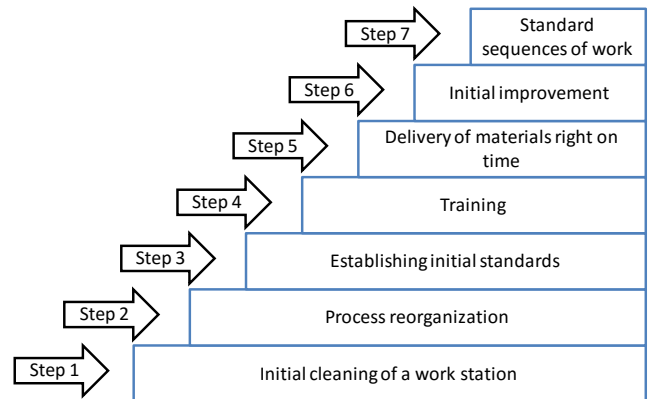 Step 7
Standard
sequences of work
Step 6
Initial improvement
Step 5
Delivery of materials right on
time
Step 4
Training
Step 3
Establishing initial standards
Step 2
Process reorganization
Step 1
Initial cleaning of a work station